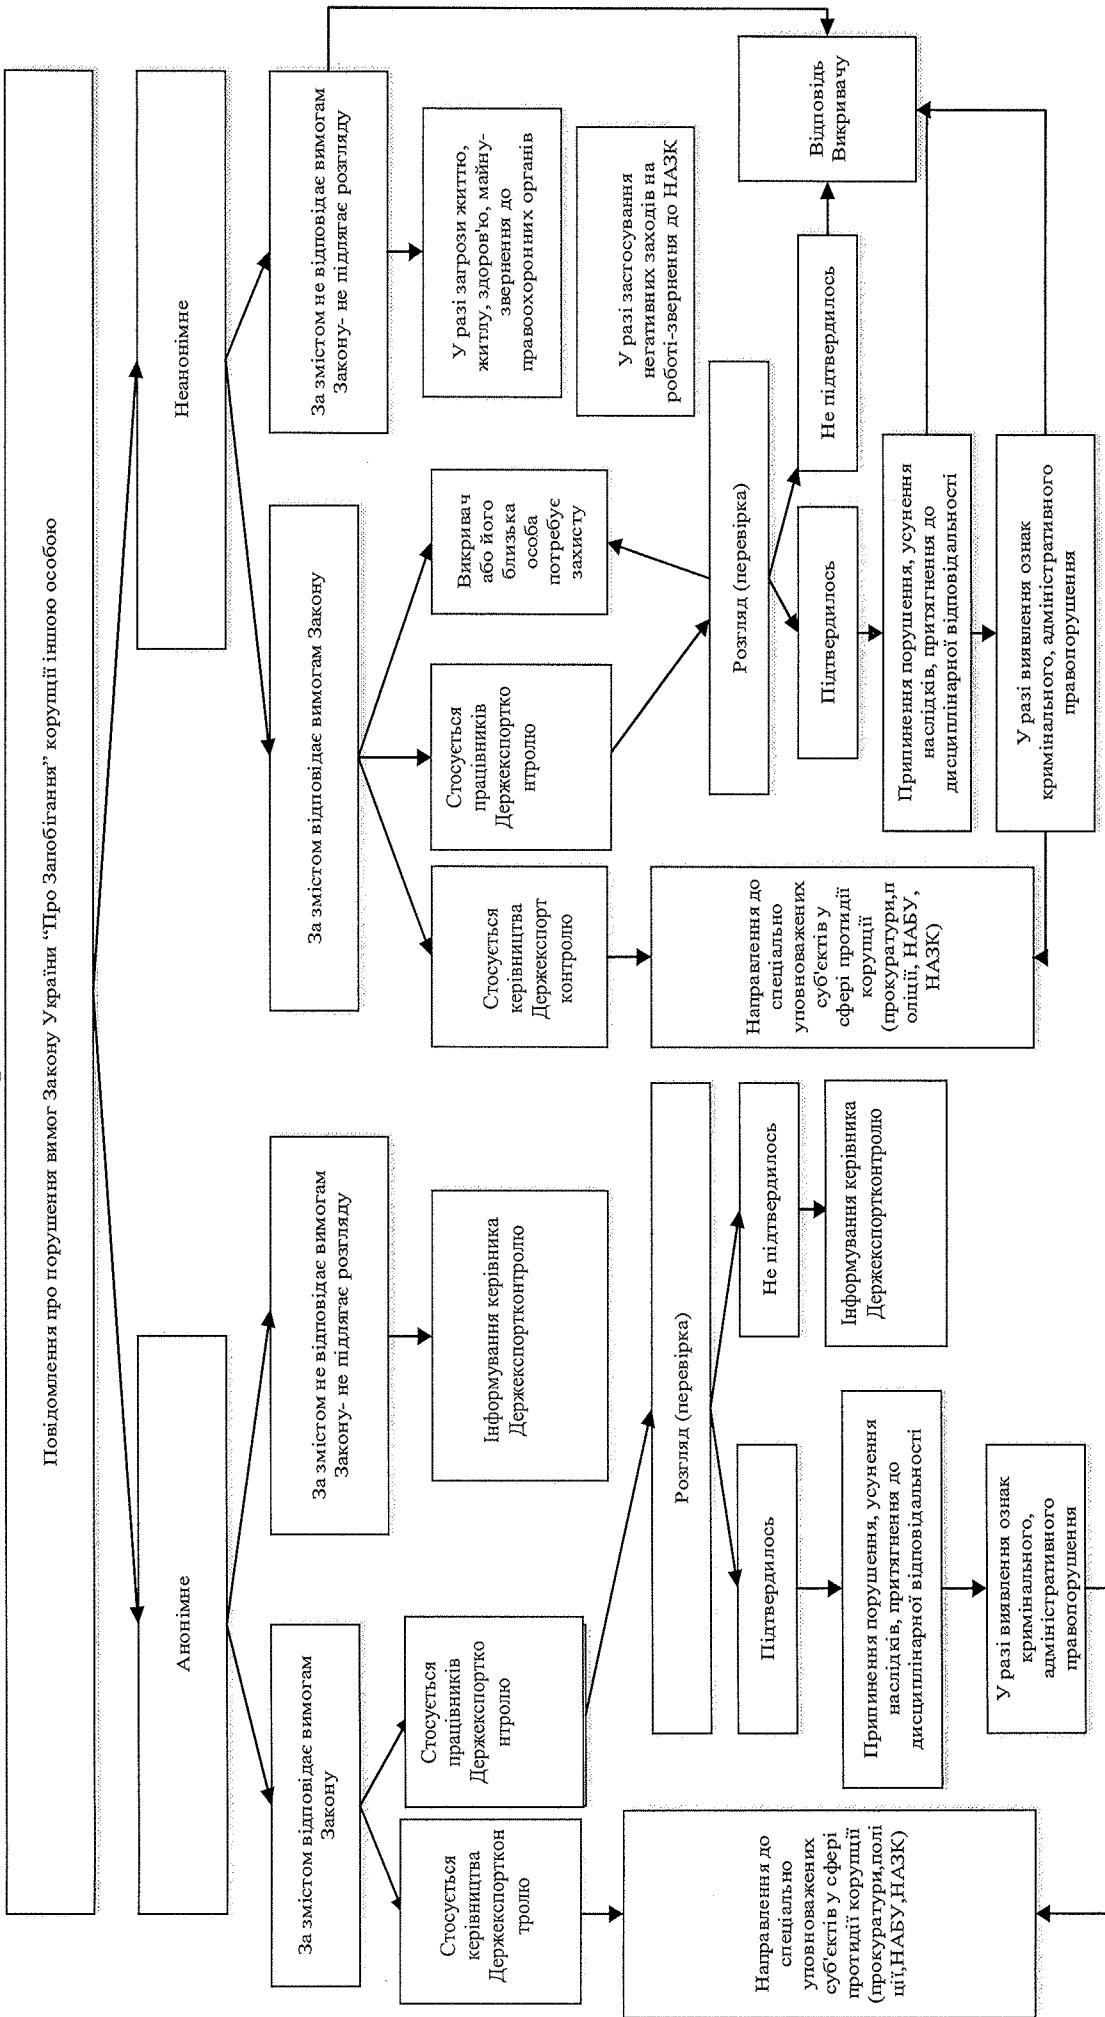 Повідомлення про порушення вимог Закону України “Про Запобігання” корупції іншою особою
Анонімне
Неанонімне
За змістом відповідає вимогам
Закону
За змістом не відповідає вимогам
Закону- не підлягає розгляду
За змістом відповідає вимогам Закону
За змістом не відповідає вимогам
Закону- не підлягає розгляду
Стосується
керівництва
Держекспорткон
тролю
Стосується
працівників
Держекспортко
нтролю
Інформування керівника
Держекспортконтролю
Стосується
керівництва
Держекспорт
контролю
Стосується
працівників
Держекспортко
нтролю
Викривач
або його
близька
особа
потребує
захисту
У разі загрози життю,
житлу, здоров'ю, майну-
звернення до
правоохоронних органів
У разі застосування
негативних заходів на
роботі-звернення до НАЗК
Направлення до
спеціально
уповноважених
суб'єктів у сфері
протидії корупції
(прокуратури,полі
ції,НАБУ,НАЗК)
Розгляд (перевірка)
Підтвердилось
Не підтвердилось
Припинення порушення, усунення
наслідків, притягнення до
дисциплінарної відповідальності
Інформування керівника
Держекспортконтролю
У разі виявлення ознак
кримінального,
адміністративного
правопорушення
Направлення до
спеціально
уповноважених
суб'єктів у
сфері протидії
корупції
(прокуратури,п
оліції, НАБУ,
НАЗК)
Розгляд (перевірка)
Підтвердилось
Не підтвердилось
Відповідь
Викривачу
Припинення порушення, усунення
наслідків, притягнення до
дисциплінарної відповідальності
У разі виявлення ознак
кримінального, адміністративного
правопорушення